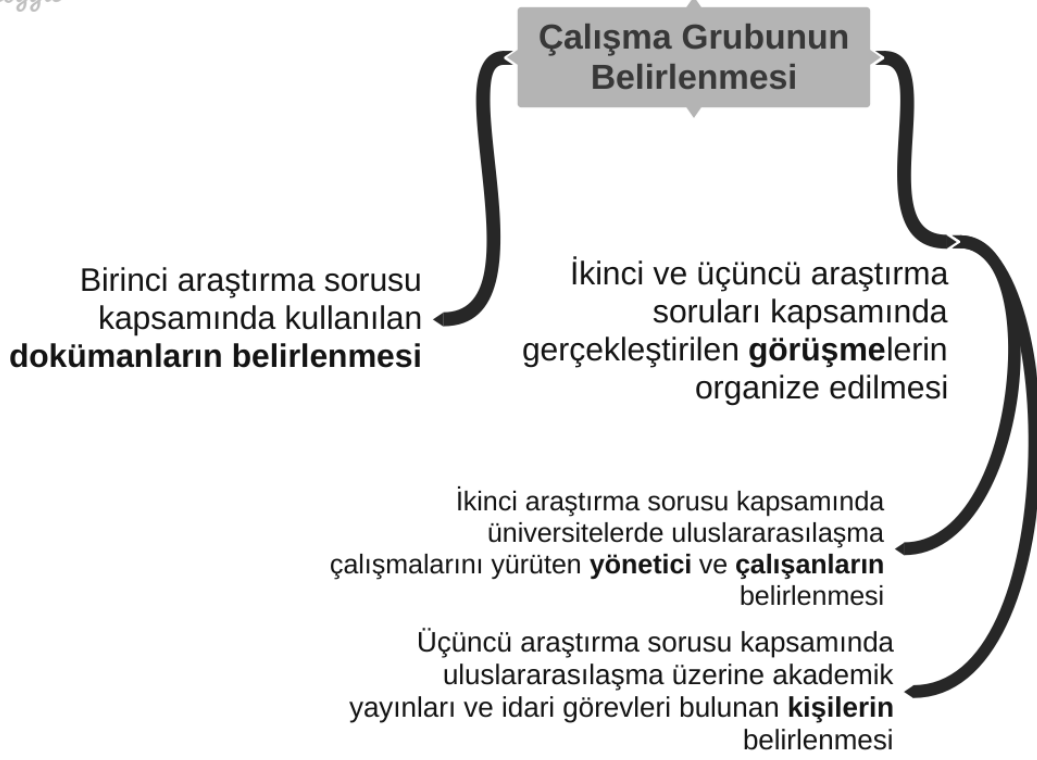 Çalışma Grubunun
Belirlenmesi
Birinci araştırma sorusu
kapsamında kullanılan
dokümanların belirlenmesi
İkinci ve üçüncü araştırma
soruları kapsamında
gerçekleştirilen görüşmelerin
organize edilmesi
İkinci araştırma sorusu kapsamında
üniversitelerde uluslararasılaşma
çalışmalarını yürüten yönetici ve çalışanların
belirlenmesi
Üçüncü araştırma sorusu kapsamında
uluslararasılaşma üzerine akademik
yayınları ve idari görevleri bulunan kişilerin
belirlenmesi